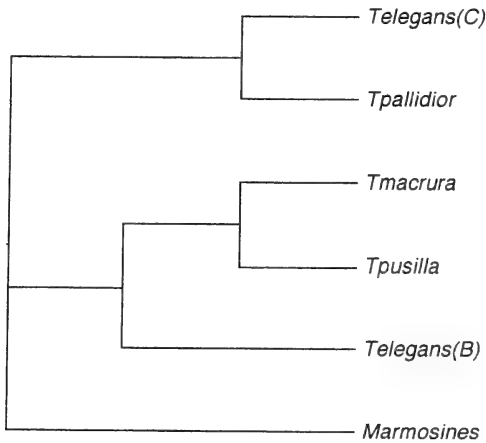 Telegans(C)
Tpallidior
Tmacrura
Tpusilla
Telegans(B)
Marmosines